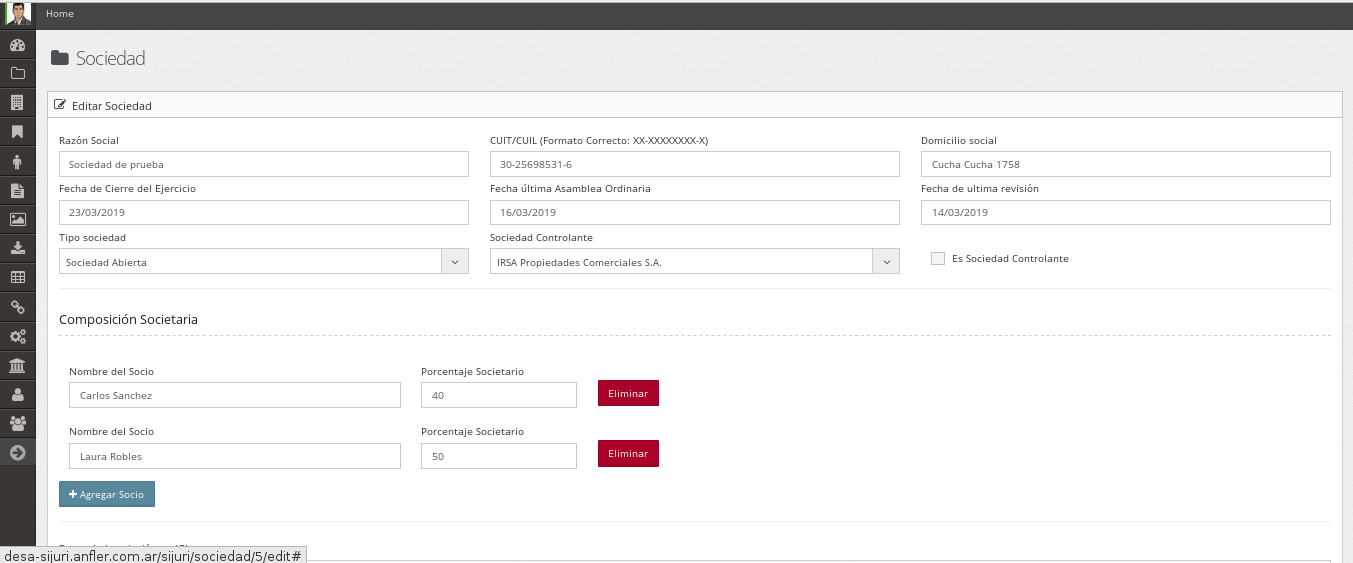 Home
Sociedad
Editar Sociedad
Razón Social
CUIT/CUIL (Formato Correcto: XX-XXXXXXXX-X)
Domicilio social
Sociedad de prueba
30-25698531-6
Cucha Cucha 1758
Fecha de Cierre del Ejercicio
Fecha última Asamblea Ordinaria
Fecha de ultima revisión
23/03/2019
16/03/2019
14/03/2019
Tipo sociedad
Sociedad Controlante
Sociedad Abierta
IRSA Propiedades Comerciales S.A.
Es Sociedad Controlante
Composición Societaria
Nombre del Socio
Porcentaje Societario
Carlos Sanchez
40
Eliminar
Nombre del Socio
Porcentaje Societario
Laura Robles
50
Eliminar
Agregar Socio
desa-sijuri.anfler.com.ar/sijuri/sociedad/5/edit#